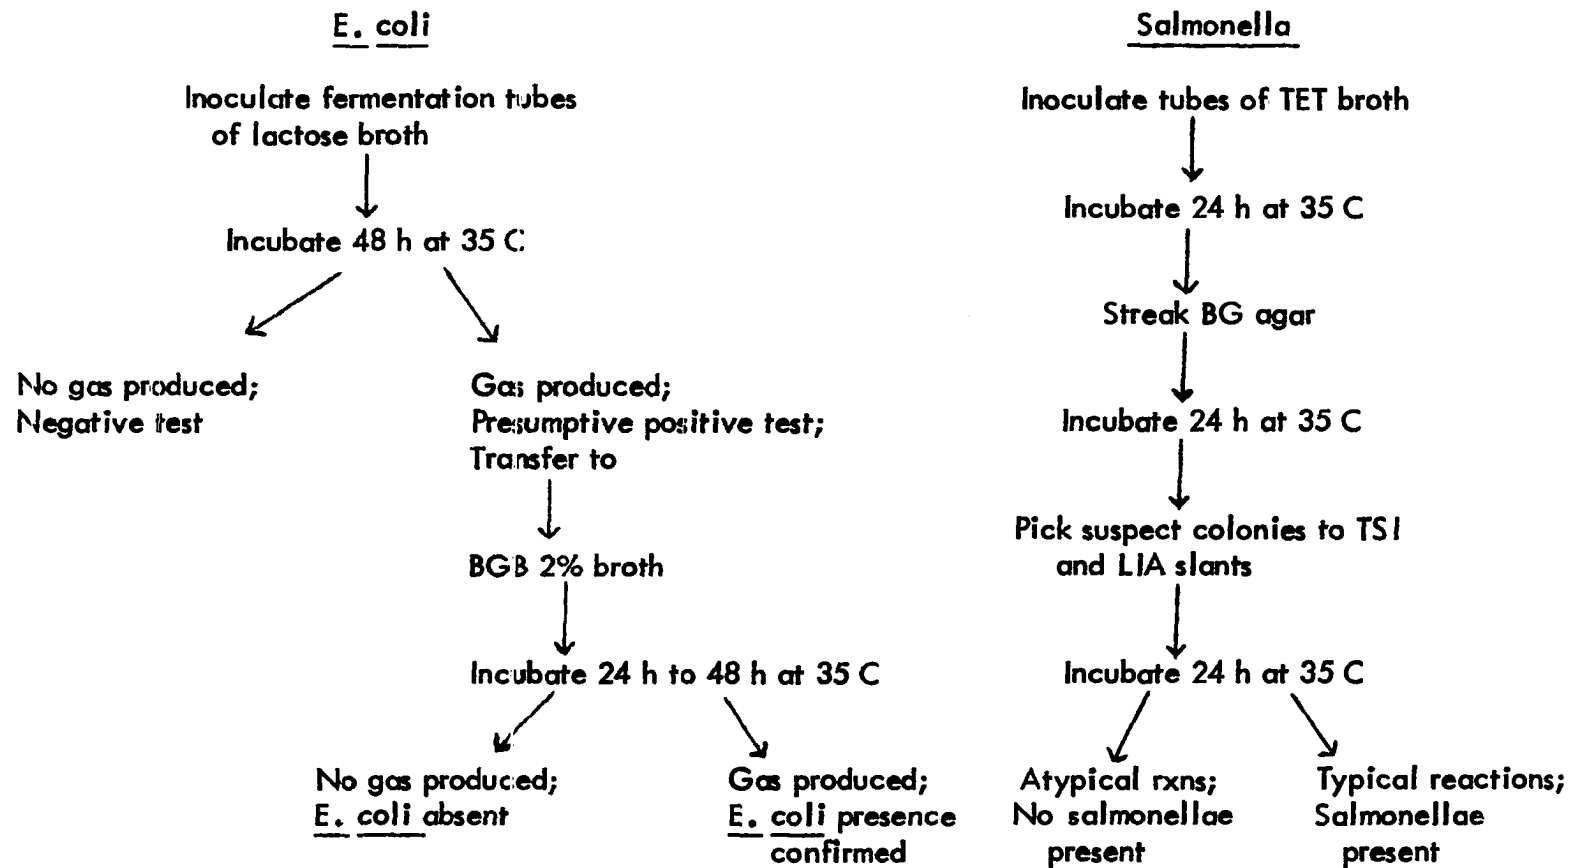 E. coli
Inoculate fermentation tubes
of lactose broth
Incubate 48 h at 35 C
No gas produced;
Negative test
Gas produced;
Presumptive positive test;
Transfer to
BGB 2% broth
Incubate 24 h to 48 h at 35 C
No gas produced;
E. coli absent
Gas produced;
E. coli presence
confirmed
Salmonella
Inoculate tubes of TET broth
Incubate 24 h at 35 C
Streak BG agar
Incubate 24 h at 35 C
Pick suspect colonies to TSI
and LIA slants
Incubate 24 h at 35 C
Atypical rxns;
No salmonellae
present
Typical reactions;
Salmonellae
present